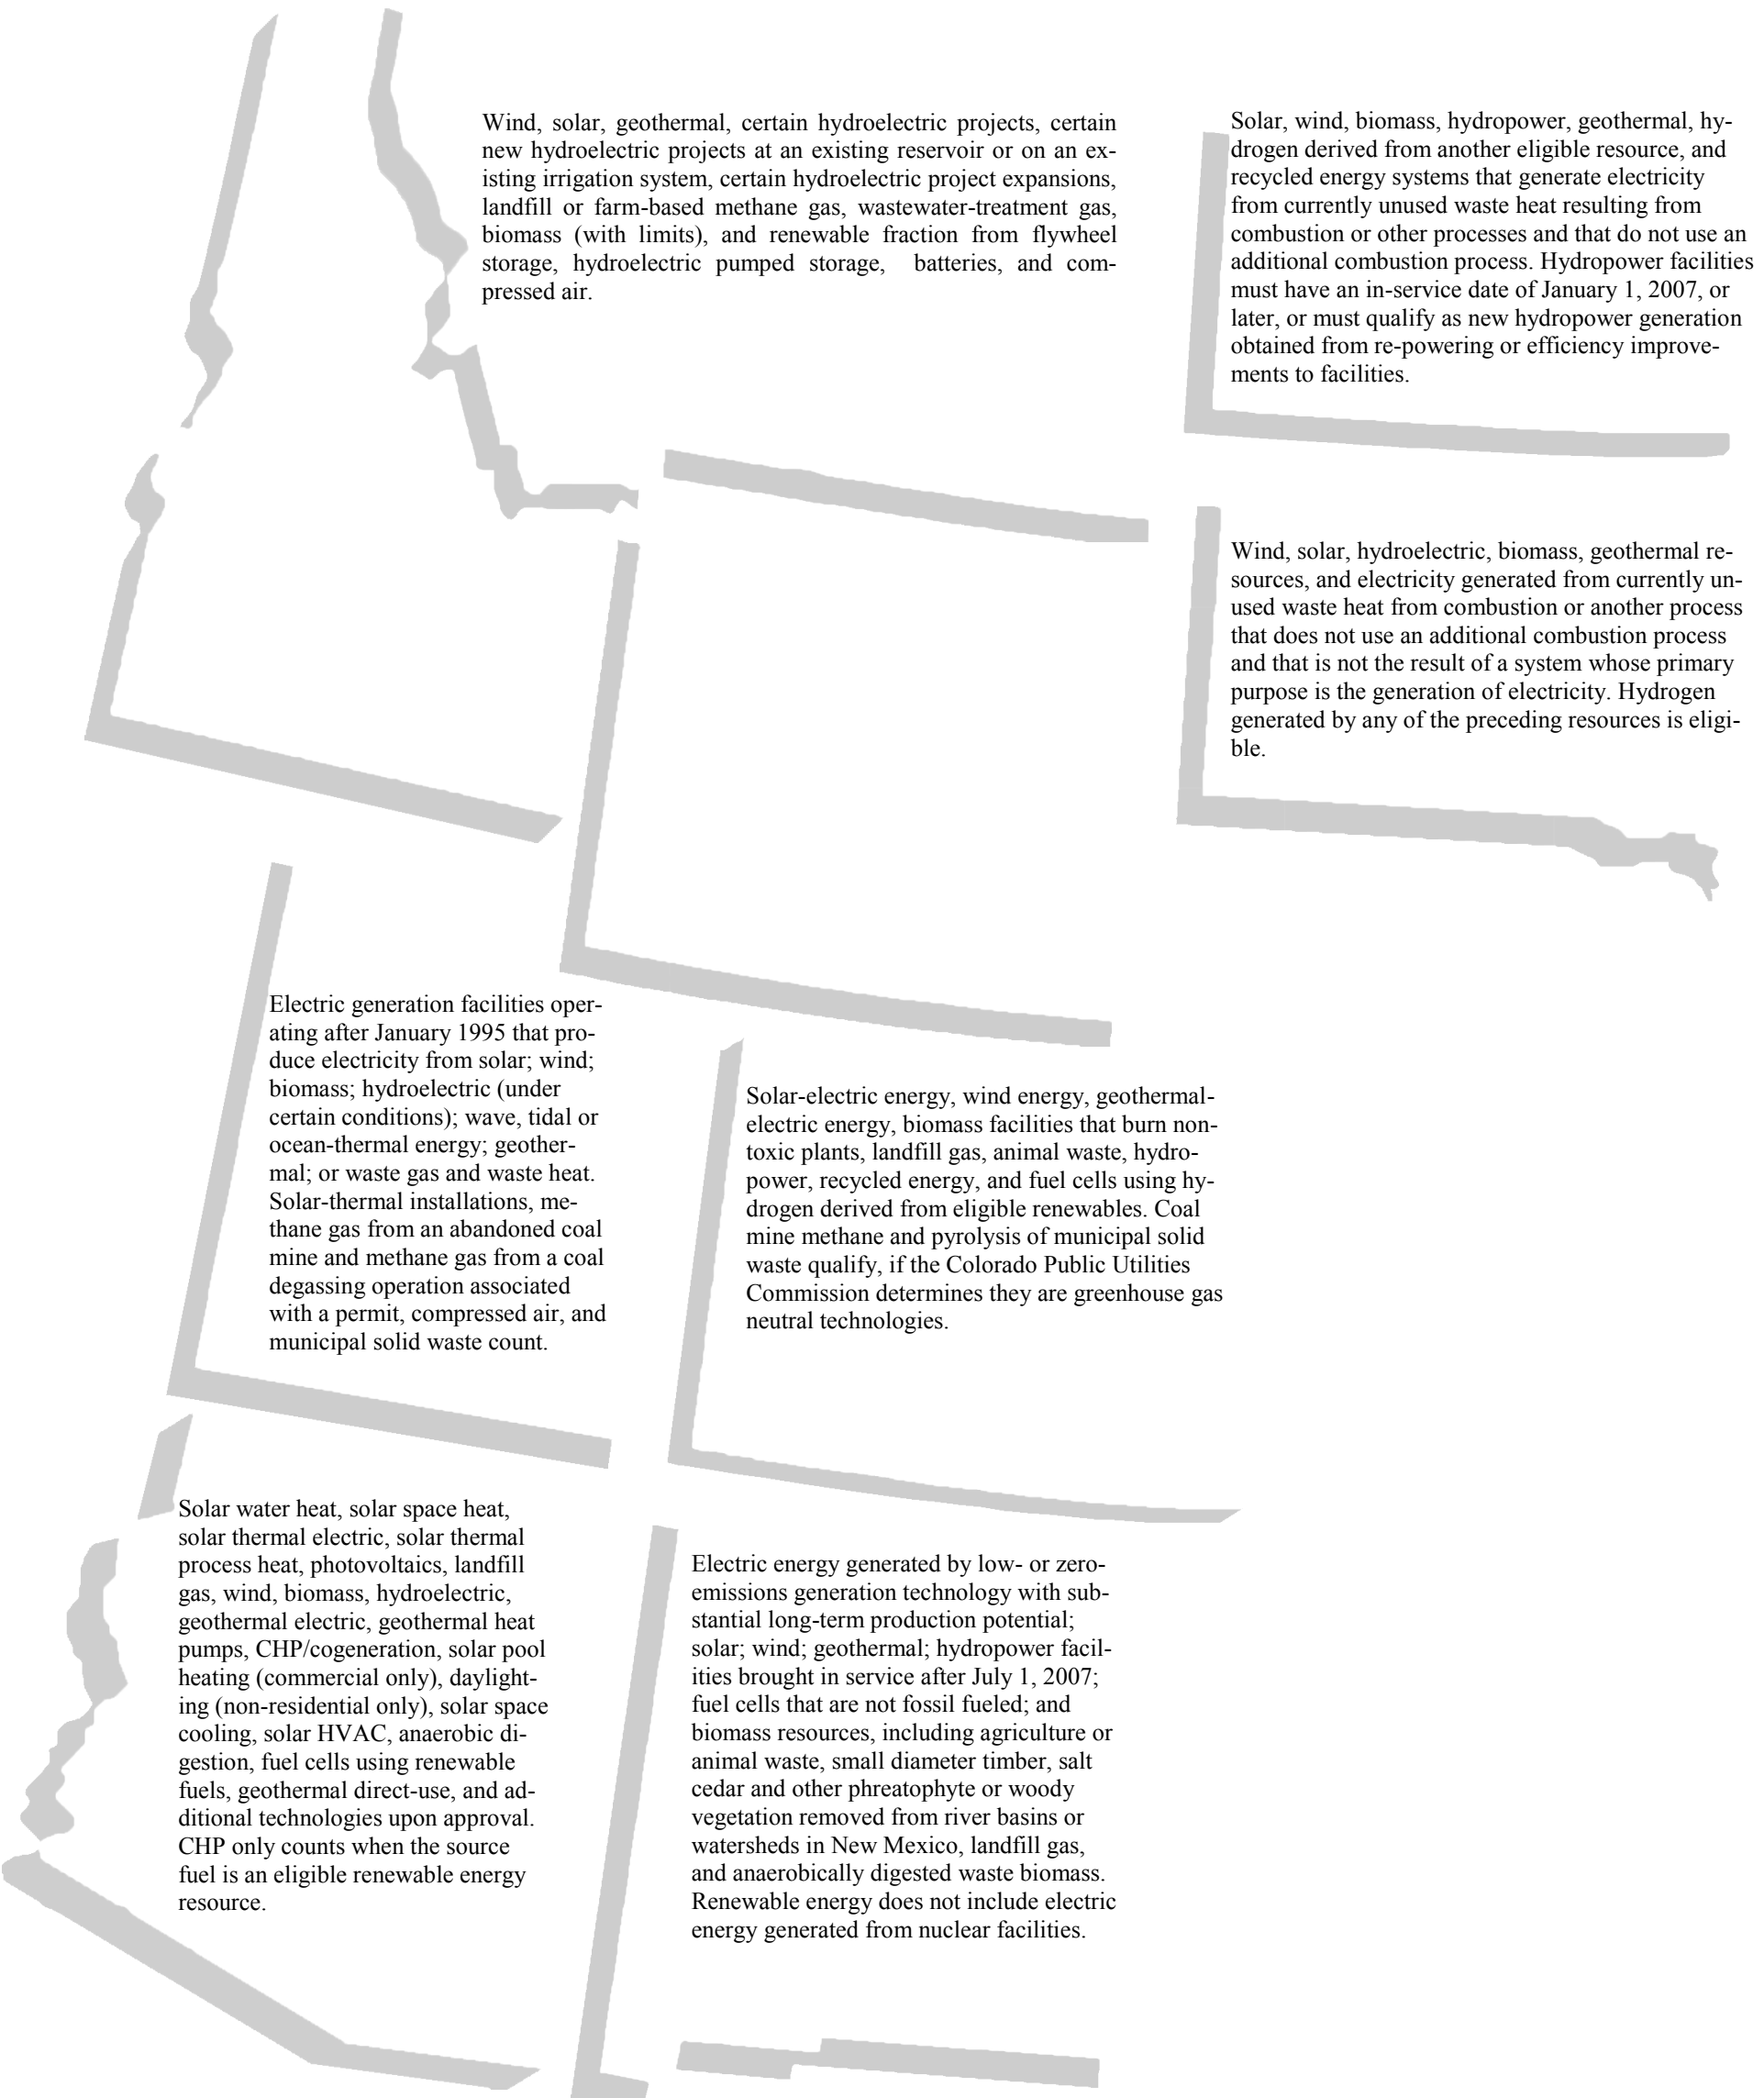 Wind, solar, geothermal, certain hydroelectric projects, certain
new hydroelectric projects at an existing reservoir or on an ex-
isting irrigation system, certain hydroelectric project expansions,
landfill or farm-based methane gas, wastewater-treatment gas,
biomass (with limits), and renewable fraction from flywheel
storage, hydroelectric pumped storage, batteries, and com-
pressed air.
Solar, wind, biomass, hydropower, geothermal, hy-
drogen derived from another eligible resource, and
recycled energy systems that generate electricity
from currently unused waste heat resulting from
combustion or other processes and that do not use an
additional combustion process. Hydropower facilities
must have an in-service date of January 1, 2007, or
later, or must qualify as new hydropower generation
obtained from re-powering or efficiency improve-
ments to facilities.
Wind, solar, hydroelectric, biomass, geothermal re-
sources, and electricity generated from currently un-
used waste heat from combustion or another process
that does not use an additional combustion process
and that is not the result of a system whose primary
purpose is the generation of electricity. Hydrogen
generated by any of the preceding resources is eligi-
ble.
Electric generation facilities oper-
ating after January 1995 that pro-
duce electricity from solar; wind;
biomass; hydroelectric (under
certain conditions); wave, tidal or
ocean-thermal energy; geother-
mal; or waste gas and waste heat.
Solar-thermal installations, me-
thane gas from an abandoned coal
mine and methane gas from a coal
degassing operation associated
with a permit, compressed air, and
municipal solid waste count.
Solar-electric energy, wind energy, geothermal-
electric energy, biomass facilities that burn non-
toxic plants, landfill gas, animal waste, hydro-
power, recycled energy, and fuel cells using hy-
drogen derived from eligible renewables. Coal
mine methane and pyrolysis of municipal solid
waste qualify, if the Colorado Public Utilities
Commission determines they are greenhouse gas
neutral technologies.
Solar water heat, solar space heat,
solar thermal electric, solar thermal
process heat, photovoltaics, landfill
gas, wind, biomass, hydroelectric,
geothermal electric, geothermal heat
pumps, CHP/cogeneration, solar pool
heating (commercial only), daylight-
ing (non-residential only), solar space
cooling, solar HVAC, anaerobic di-
gestion, fuel cells using renewable
fuels, geothermal direct-use, and ad-
ditional technologies upon approval.
CHP only counts when the source
fuel is an eligible renewable energy
resource.
Electric energy generated by low- or zero-
emissions generation technology with sub-
stantial long-term production potential;
solar; wind; geothermal; hydropower facil-
ities brought in service after July 1, 2007;
fuel cells that are not fossil fueled; and
biomass resources, including agriculture or
animal waste, small diameter timber, salt
cedar and other phreatophyte or woody
vegetation removed from river basins or
watersheds in New Mexico, landfill gas,
and anaerobically digested waste biomass.
Renewable energy does not include electric
energy generated from nuclear facilities.